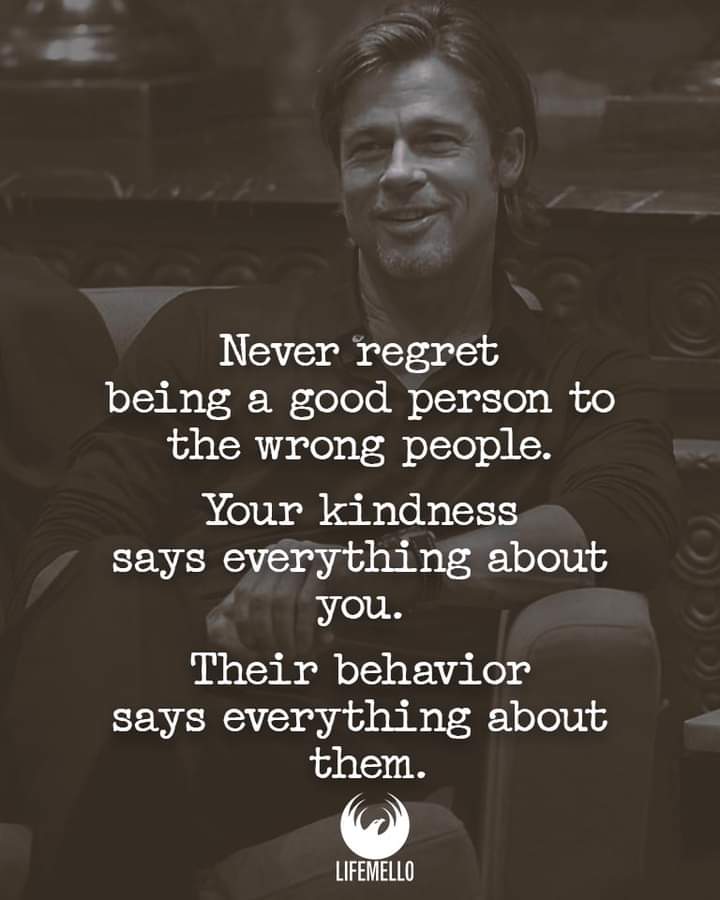 Never regret
being a good person to
the wrong people.
Your kindness
says everything about
you.
Their behavior
says everything about
them.
LIFEMELLO